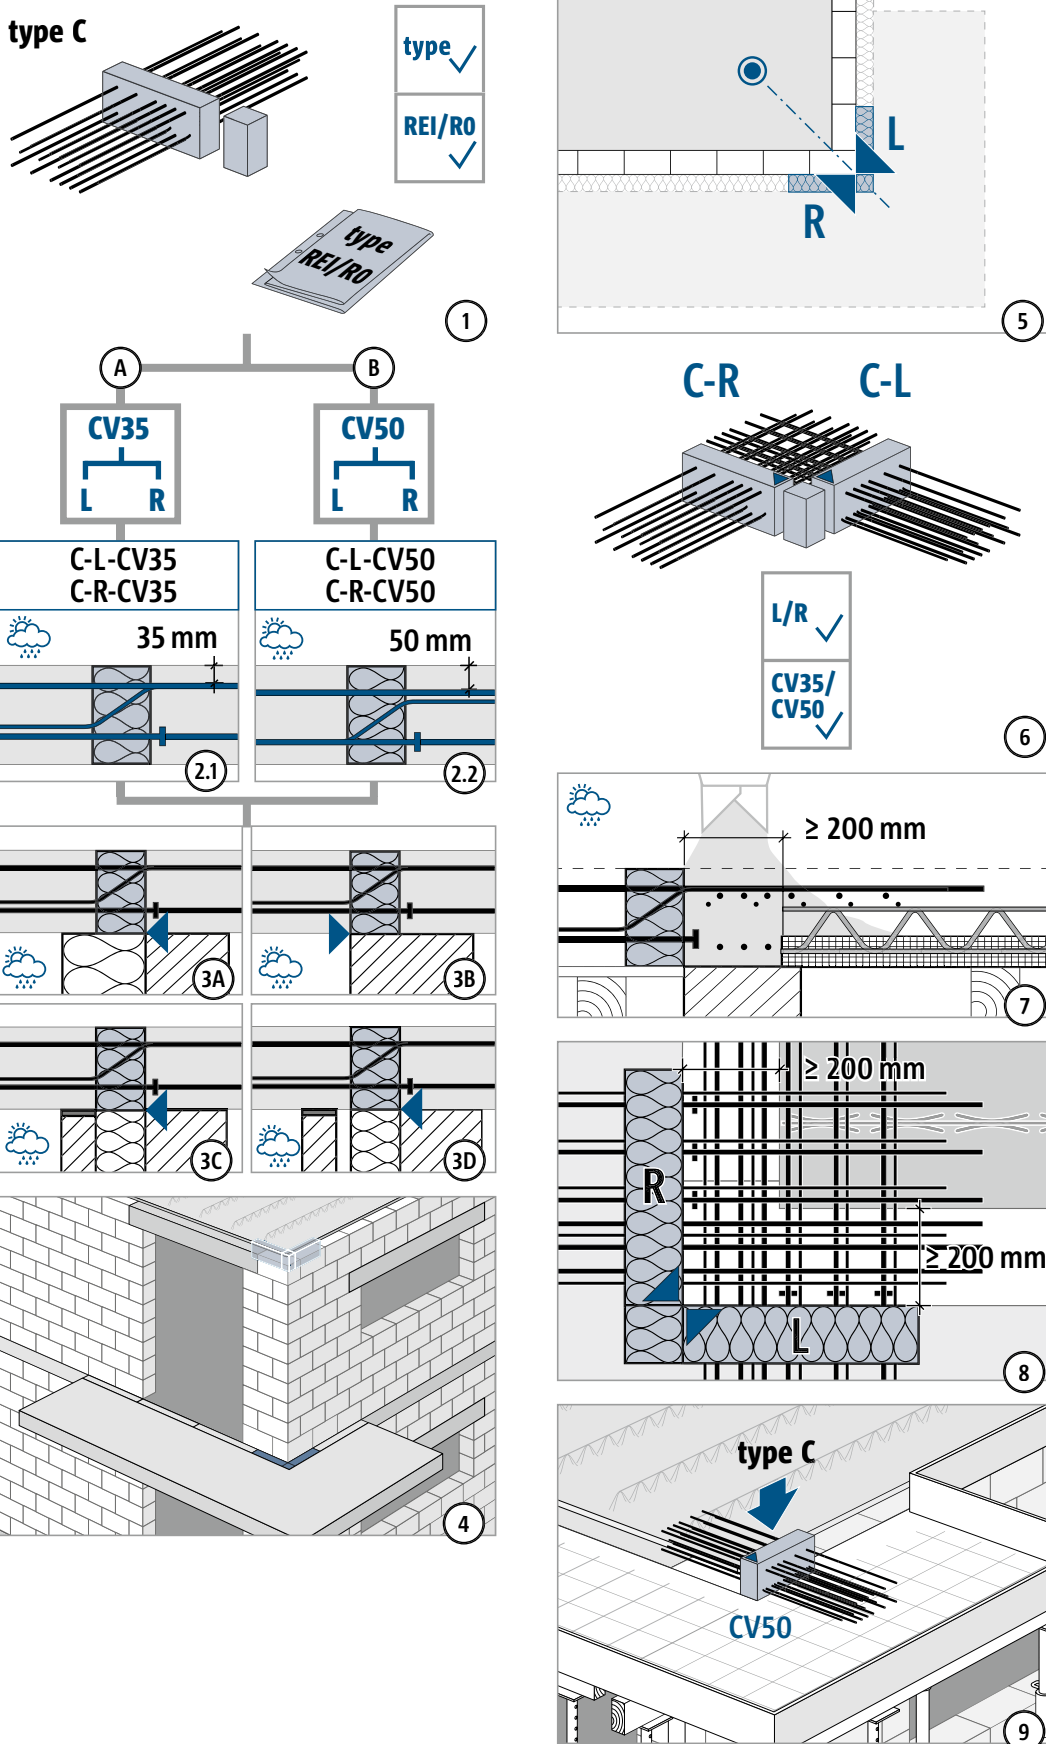 type C
type
REI/R0
type
REI/R0
1
A
B
CV35
L R
CV50
L R
C-L-CV35
C-R-CV35
C-L-CV50
C-R-CV50
35 mm
50 mm
2.1
2.2
3A
3B
3C
3D
4
L
R
5
C-R
C-L
L/R
CV35/
CV50
6
≥ 200 mm
7
≥ 200 mm
R
≥ 200 mm
L
8
type C
CV50
9